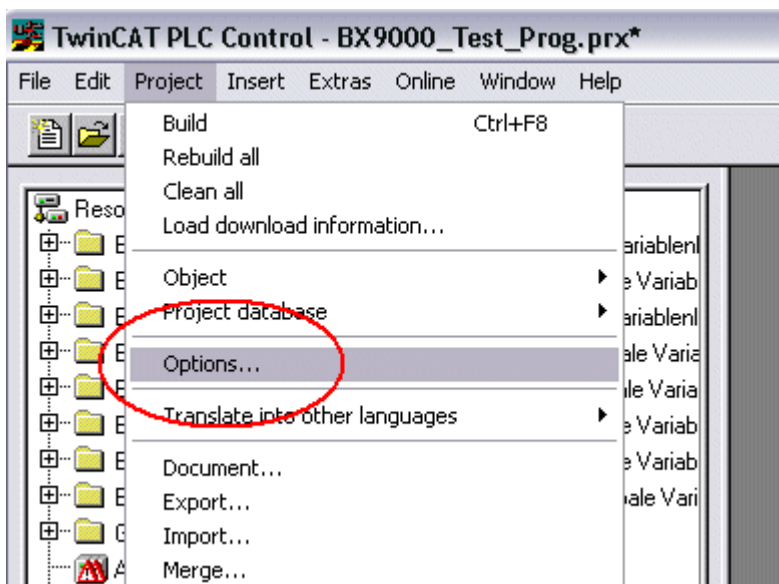 TwinCAT PLC Control - BX9000_Test_Prog.prx*
File Edit Project Insert Extras Online Window Help
Build Ctrl+F8
Rebuild all
Clean all
Load download information...
Object
Project database
Options...
Translate into other languages
Document...
Export...
Import...
Merge...